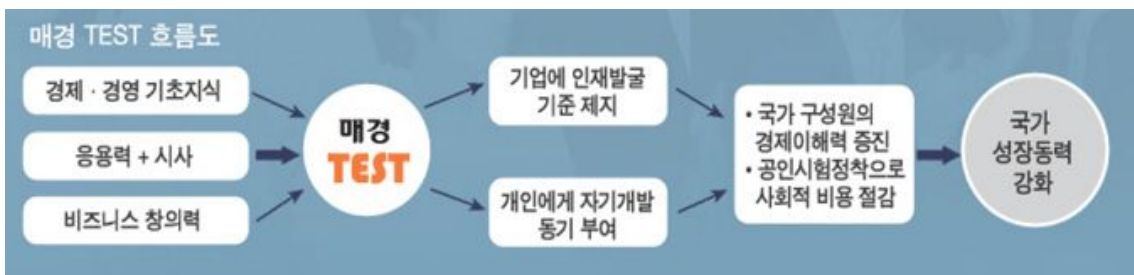 매경 TEST 흐름도
경제 · 경영 기초지식
응용력 + 시사
비즈니스 창의력
매경
TEST
기업에 인재발굴
기준 제지
개인에게 자기개발
동기 부여
• 국가 구성원의
경제이해력 증진
• 공인시험정착으로
사회적 비용 절감
국가
성장동력
강화